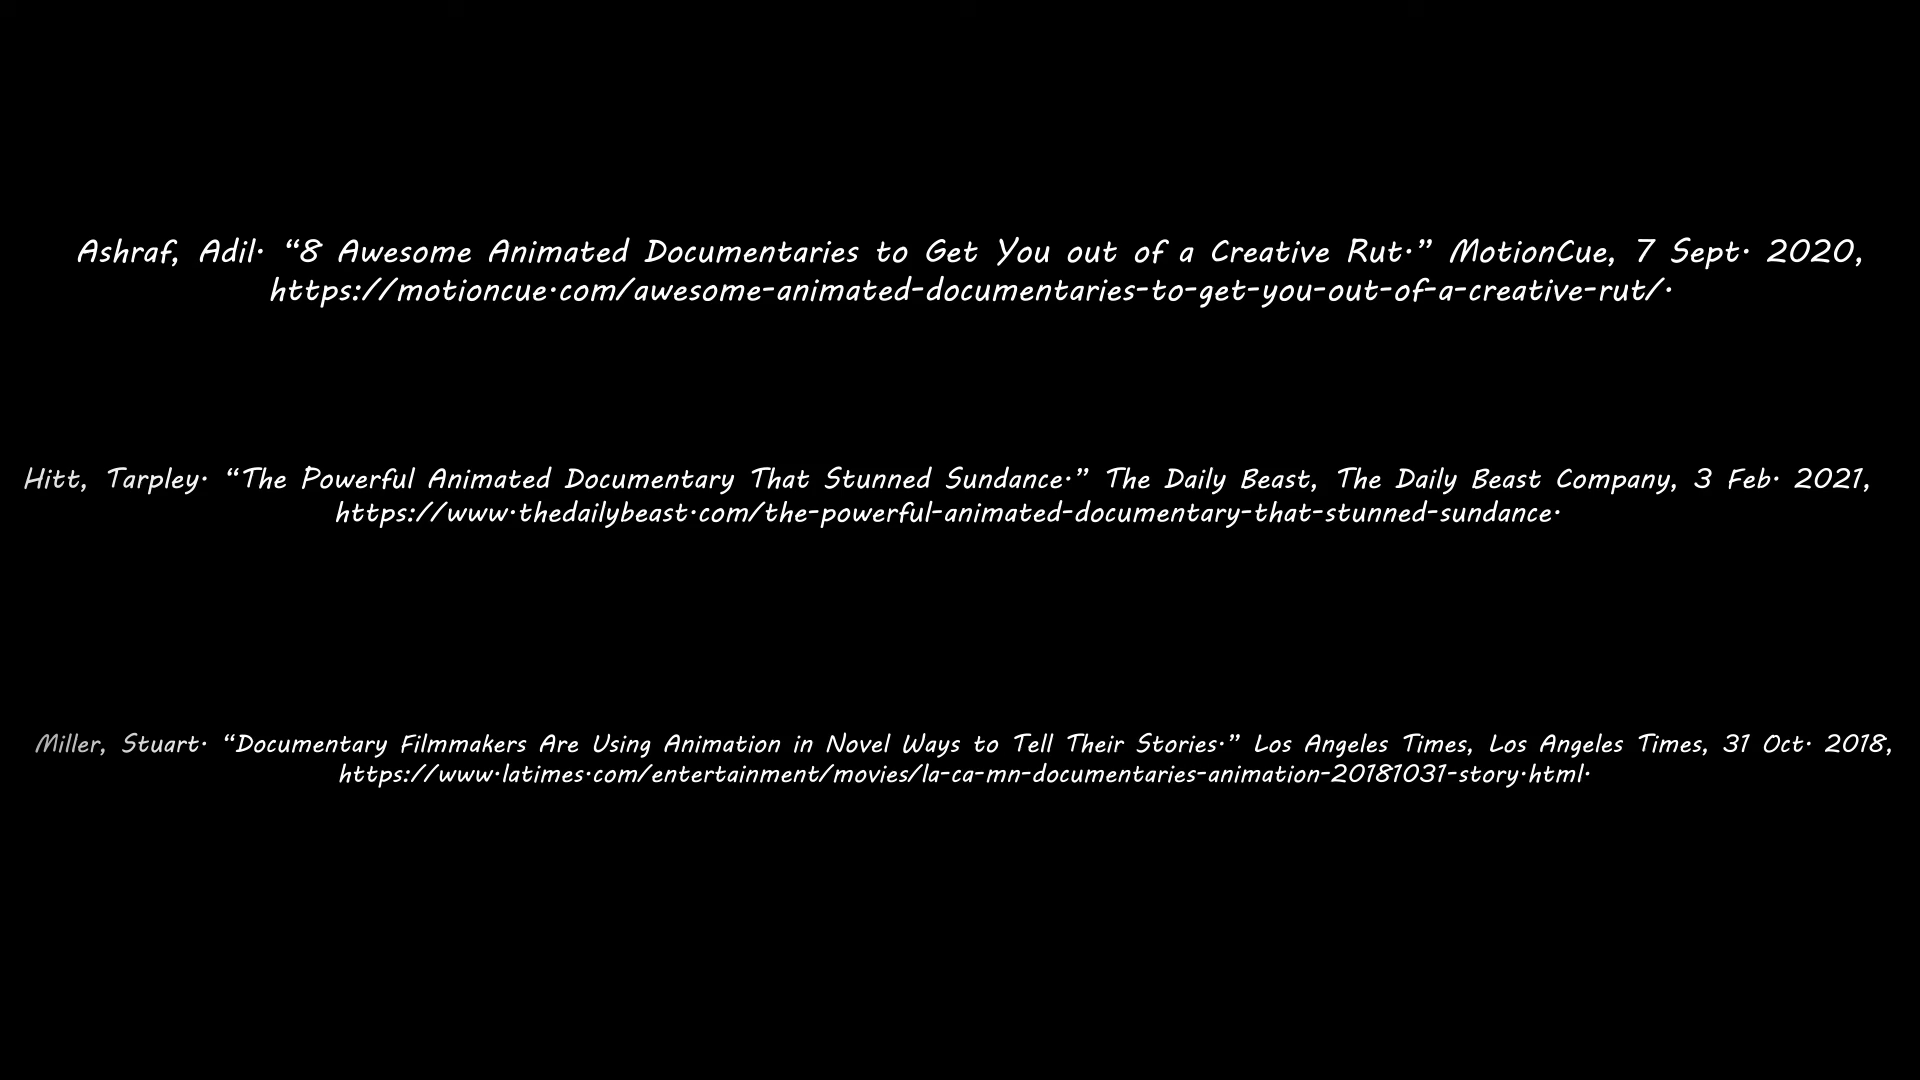 Ashraf, Adil. “8 Awesome Animated Documentaries to Get You out of a Creative Rut.” MotionCue, 7 Sept. 2020,
https://motioncue.com/awesome-animated-documentaries-to-get-you-out-of-a-creative-rut/.
Hitt, Tarpley. “The Powerful Animated Documentary That Stunned Sundance.” The Daily Beast, The Daily Beast Company, 3 Feb. 2021,
https://www.thedailybeast.com/the-powerful-animated-documentary-that-stunned-sundance.
Miller, Stuart. “Documentary Filmmakers Are Using Animation in Novel Ways to Tell Their Stories.” Los Angeles Times, Los Angeles Times, 31 Oct. 2018,
https://www.latimes.com/entertainment/movies/la-ca-mn-documentaries-animation-20181031-story.html.